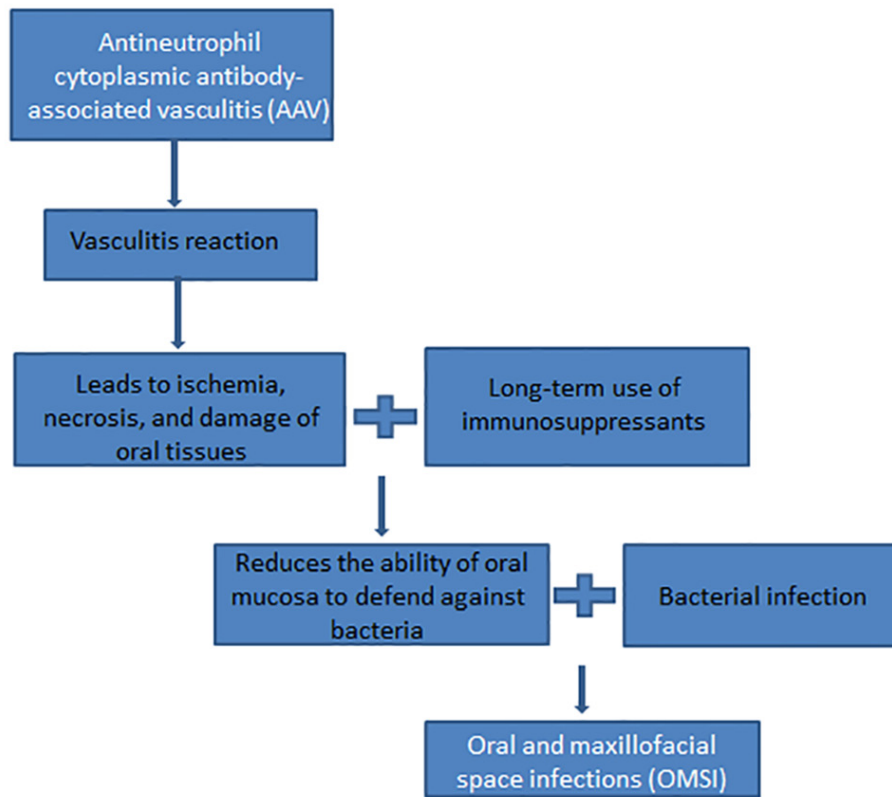 Antineutrophil
cytoplasmic antibody-
associated vasculitis (AAV)
Vasculitis reaction
Leads to ischemia,
necrosis, and damage of
oral tissues
Long-term use of
immunosuppressants
Reduces the ability of oral
mucosa to defend against
bacteria
Bacterial infection
Oral and maxillofacial
space infections (OMSI)